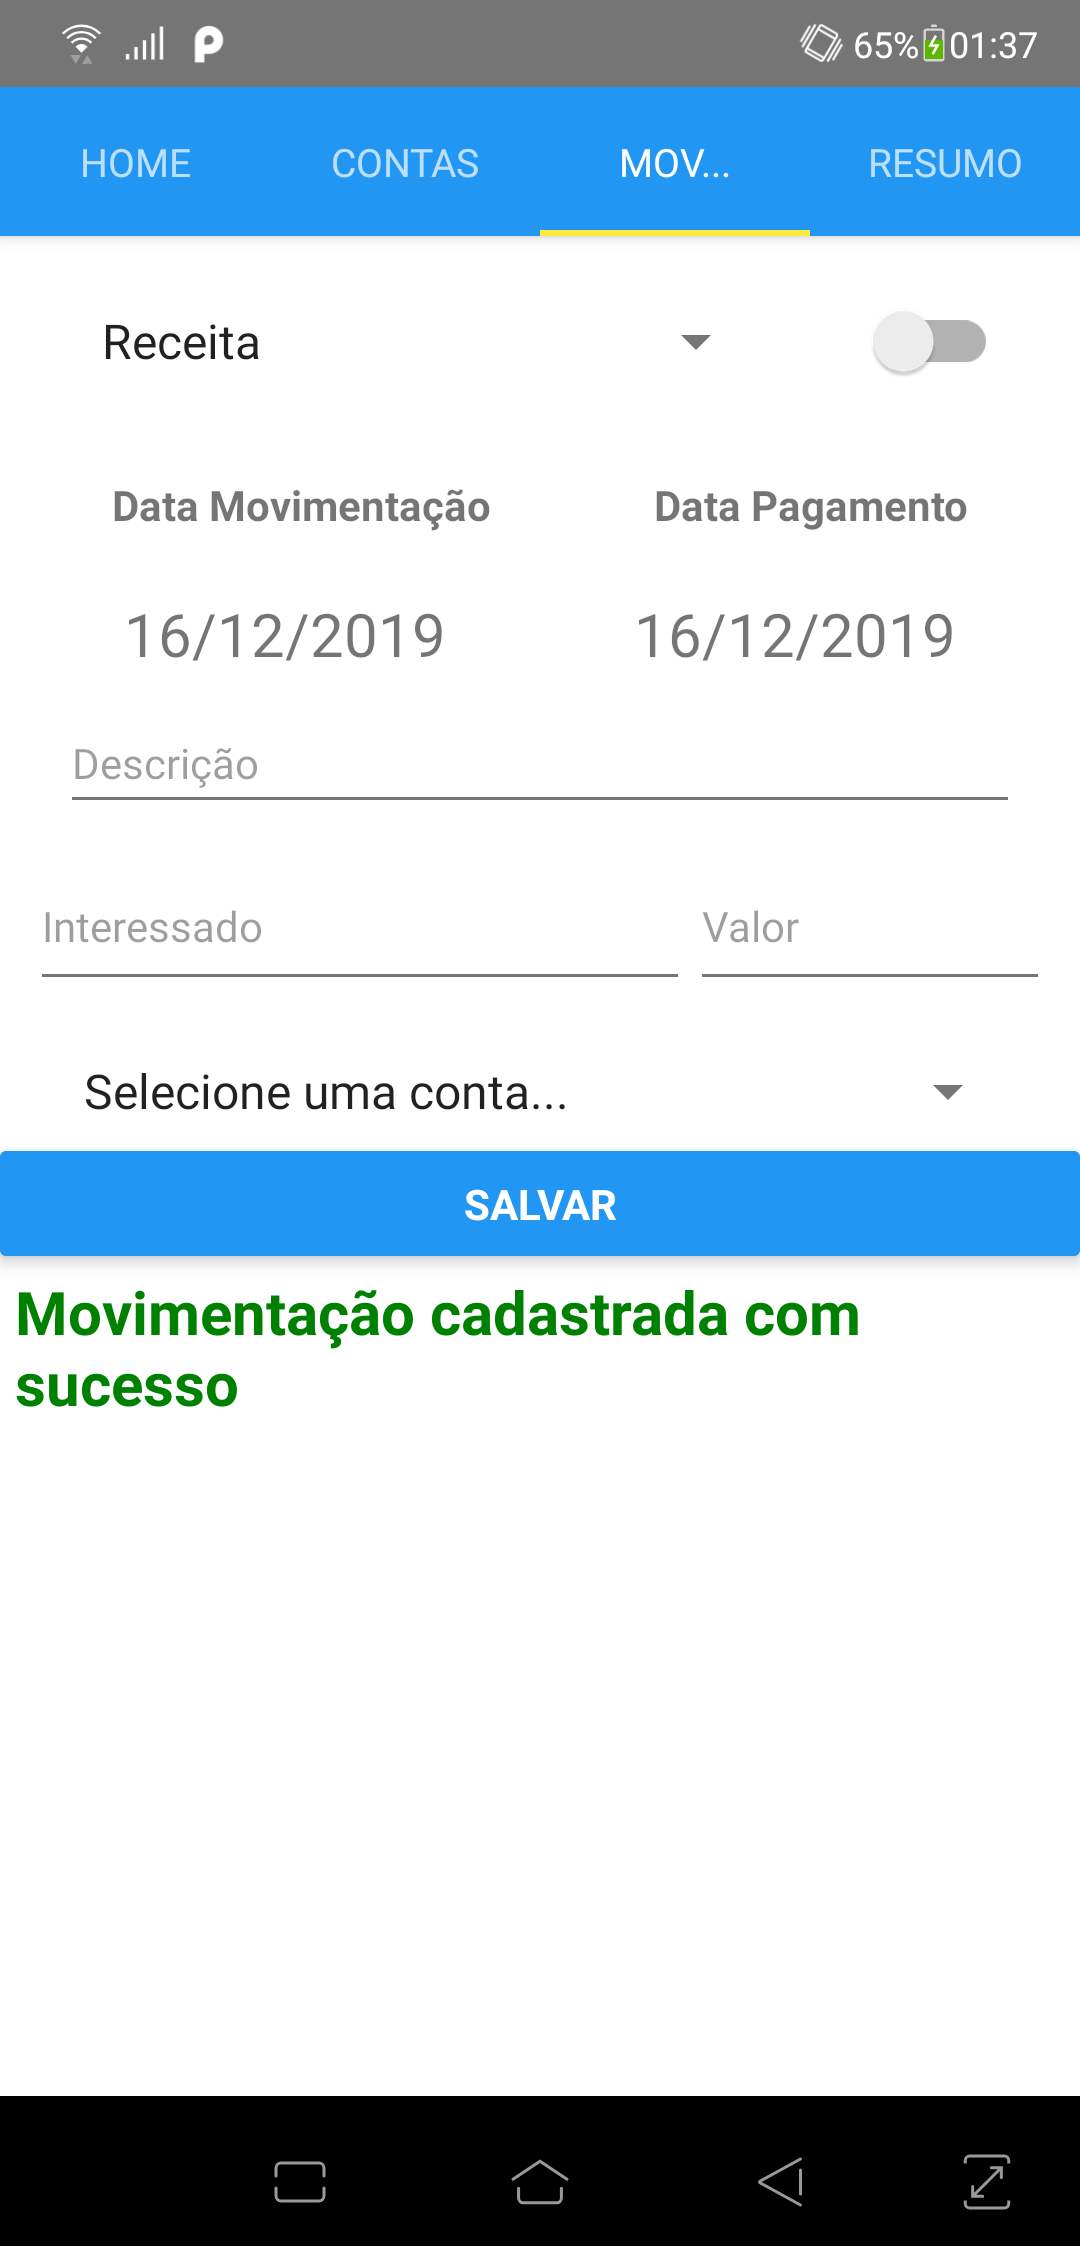 65% 01:37
HOME CONTAS MOV... RESUMO
Receita
Data Movimentação Data Pagamento
16/12/2019 16/12/2019
Descrição
Interessado Valor
Selecione uma conta...
SALVAR
Movimentação cadastrada com
sucesso